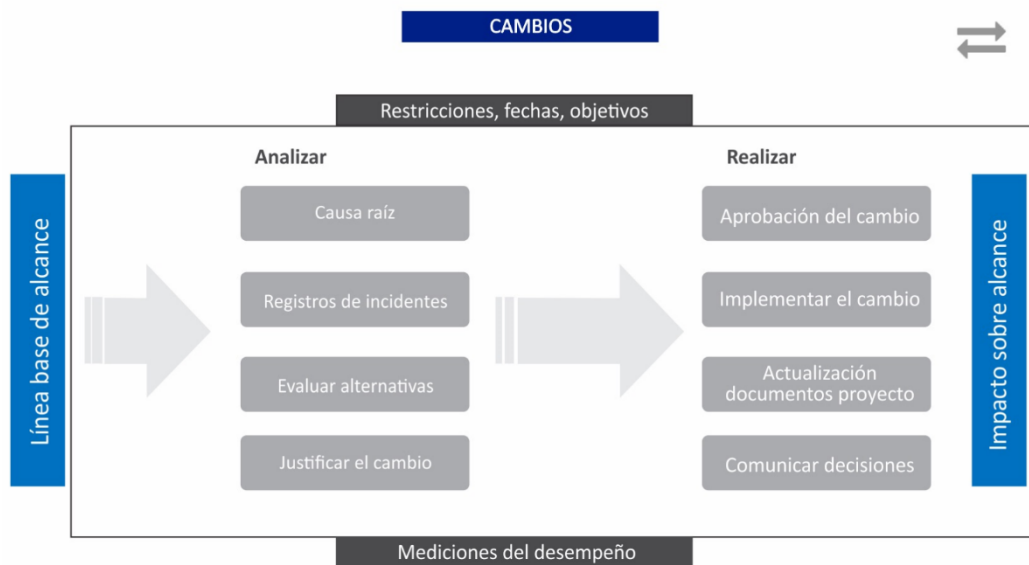 CAMBIOS
Restricciones, fechas, objetivos
Línea base de alcance
Analizar
Causa raíz
Registros de incidentes
Evaluar alternativas
Justificar el cambio
Realizar
Aprobación del cambio
Implementar el cambio
Actualización
documentos proyecto
Comunicar decisiones
Impacto sobre alcance
Mediciones del desempeño